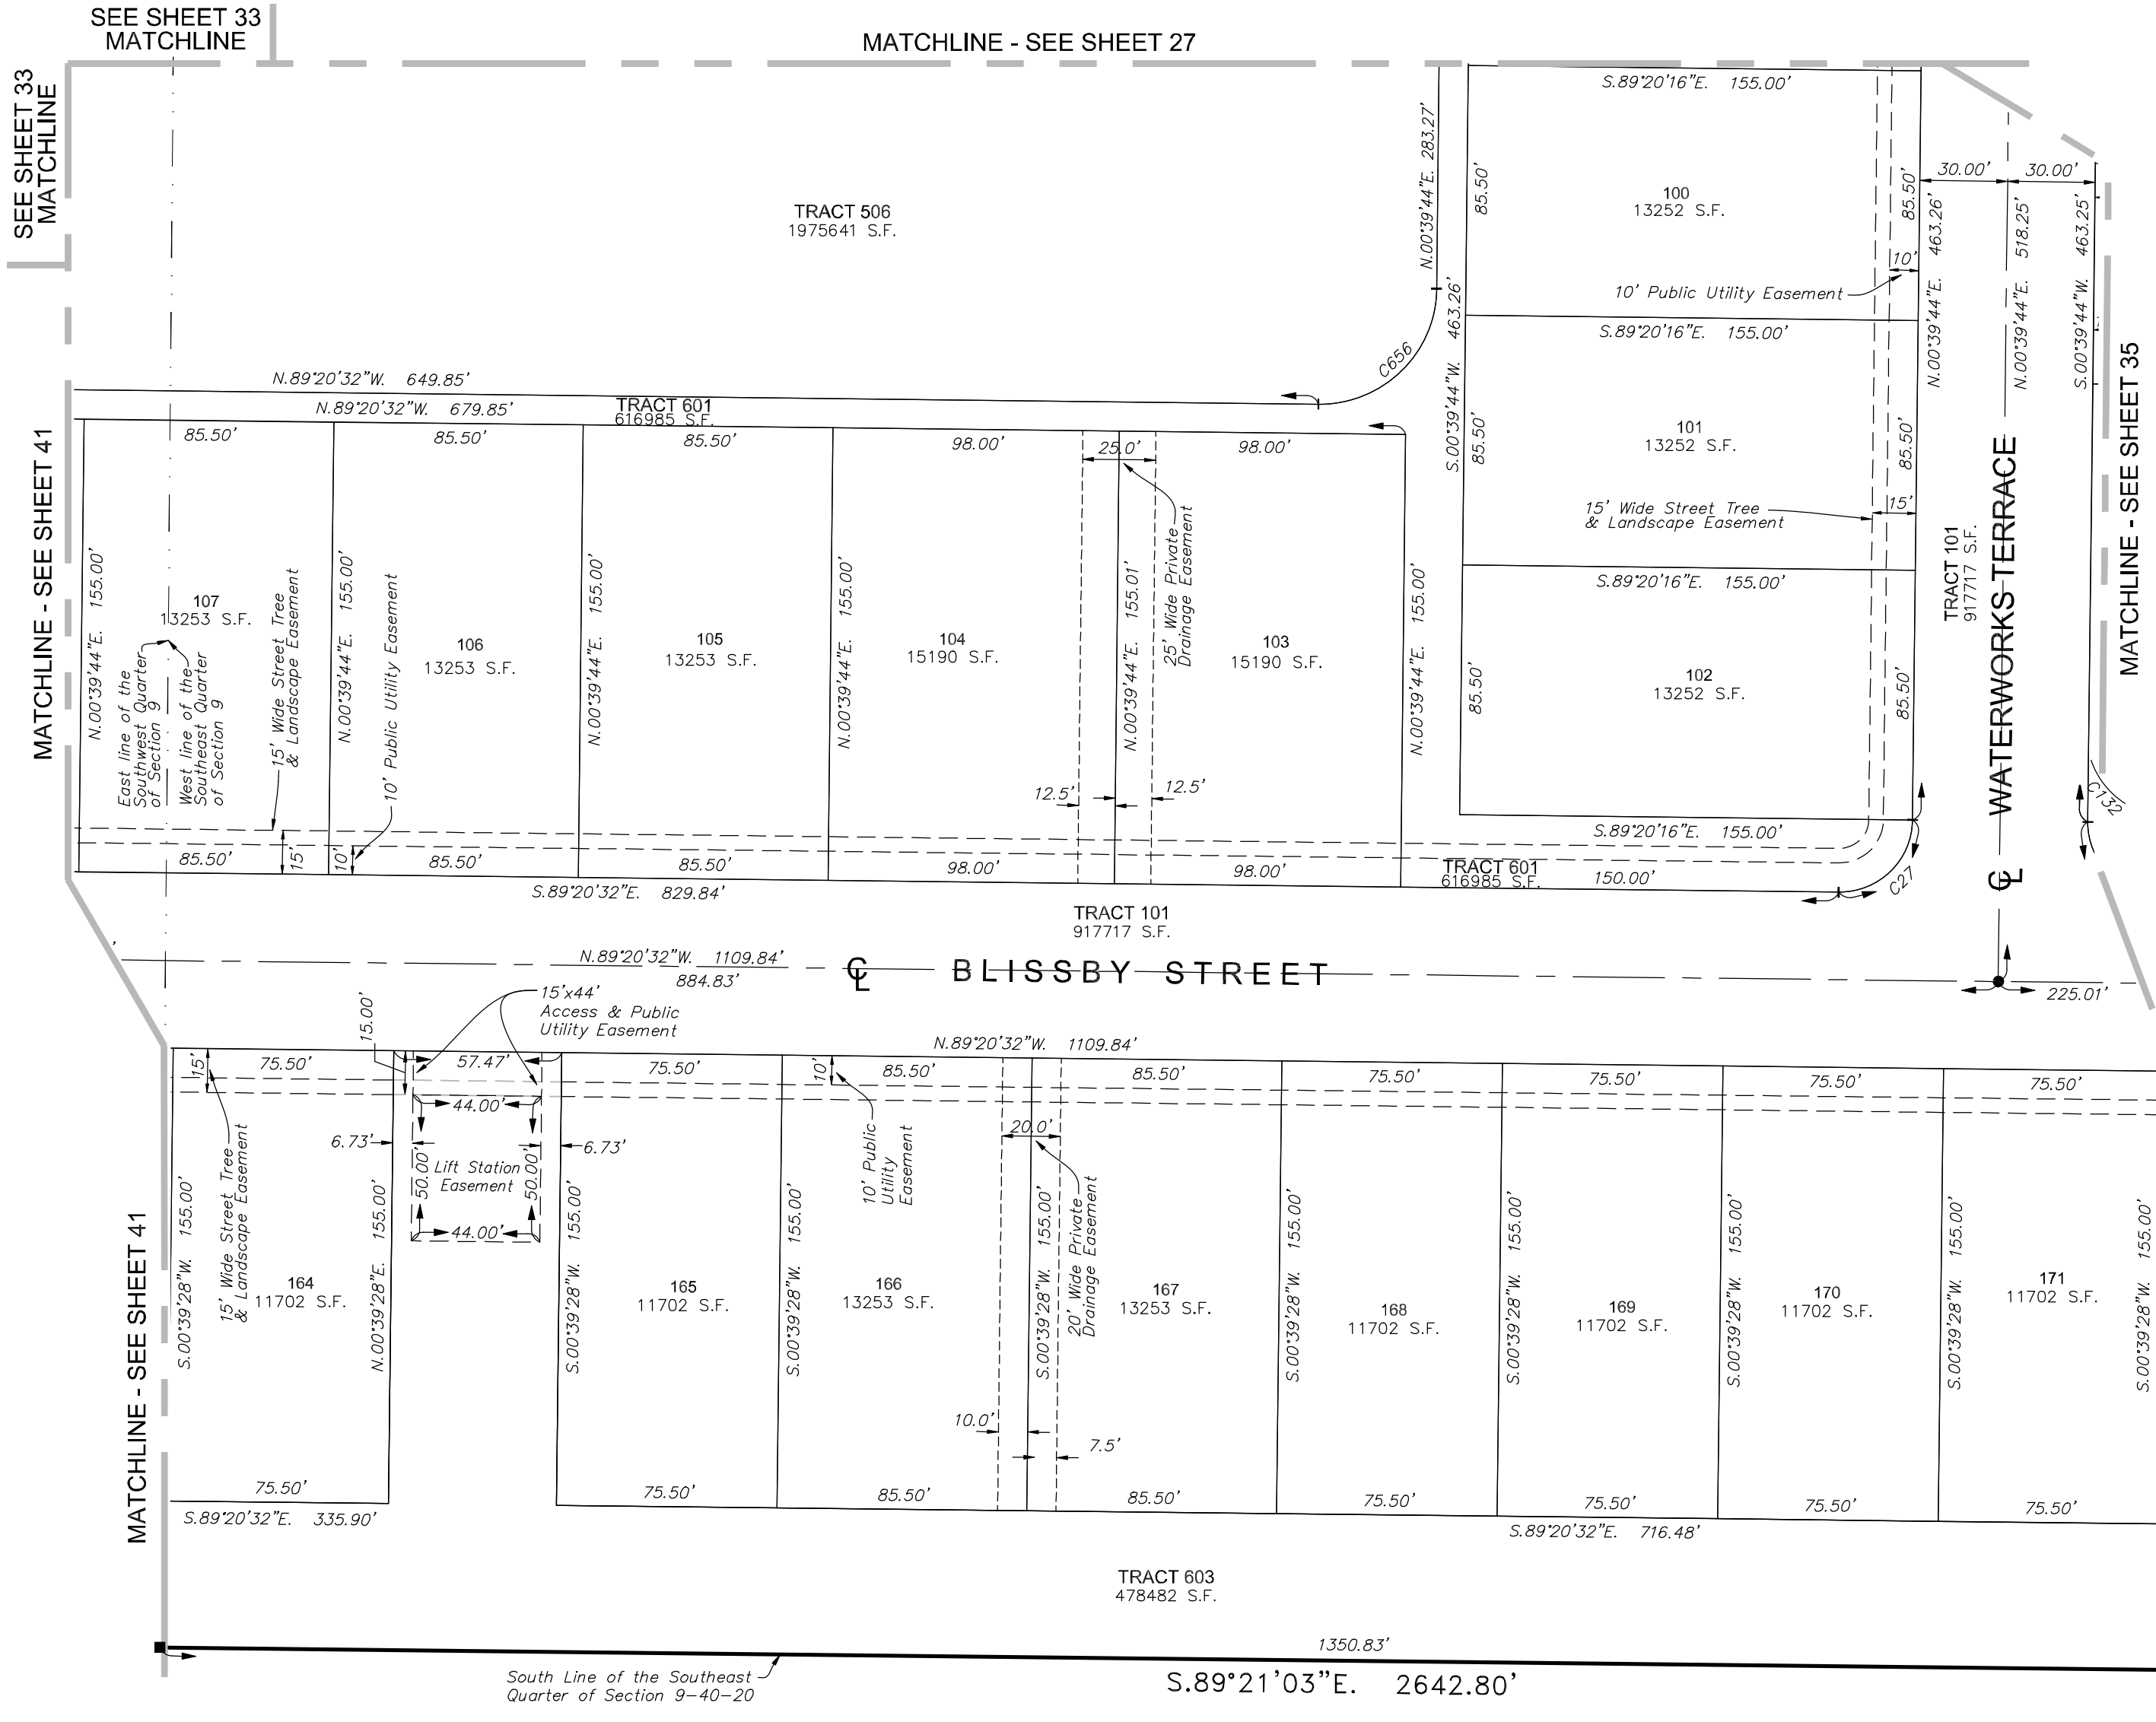 SEE SHEET 33
MATCHLINE
MATCHLINE - SEE SHEET 27
SEE SHEET 33
MATCHLINE
S.89°20'16"E. 155.00'
N.00°39'44"E. 283.27'
85.50'
100
13252 S.F.
85.50'
30.00'
30.00'
TRACT 506
1975641 S.F.
N.00°39'44"E. 463.26'
N.00°39'44"E. 518.25'
S.00°39'44"W. 463.25'
10'
10' Public Utility Easement
S.89°20'16"E. 155.00'
C656
S.00°39'44"W. 463.26'
MATCHLINE - SEE SHEET 35
N.89°20'32"W. 649.85'
N.89°20'32"W. 679.85'
TRACT 601
616985 S.F.
85.50'
85.50'
85.50'
98.00'
25.0'
98.00'
85.50'
101
13252 S.F.
85.50'
MATCHLINE - SEE SHEET 41
15' Wide Street Tree
& Landscape Easement
15'
TRACT 101
917717 S.F.
WATERWORKS TERRACE
℄
S.89°20'16"E. 155.00'
N.00°39'44"E. 155.00'
107
13253 S.F.
East line of the
Southwest Quarter
of Section 9
West line of the
Southeast Quarter
of Section 9
15' Wide Street Tree
& Landscape Easement
N.00°39'44"E. 155.00'
10' Public Utility Easement
106
13253 S.F.
N.00°39'44"E. 155.00'
105
13253 S.F.
N.00°39'44"E. 155.00'
104
15190 S.F.
N.00°39'44"E. 155.01'
25' Wide Private
Drainage Easement
103
15190 S.F.
N.00°39'44"E. 155.00'
85.50'
102
13252 S.F.
85.50'
12.5'
12.5'
C132
S.89°20'16"E. 155.00'
85.50'
15'
10'
85.50'
85.50'
98.00'
98.00'
TRACT 601
616985 S.F.
150.00'
C27
S.89°20'32"E. 829.84'
TRACT 101
917717 S.F.
N.89°20'32"W. 1109.84'
884.83'
℄ BLISSBY STREET
225.01'
15'x44'
Access & Public
Utility Easement
15.00'
N.89°20'32"W. 1109.84'
15'
75.50'
57.47'
75.50'
10'
85.50'
85.50'
75.50'
75.50'
75.50'
75.50'
44.00'
6.73'
6.73'
20.0'
50.00'
Lift Station
Easement
50.00'
44.00'
10' Public
Utility
Easement
20' Wide Private
Drainage Easement
15' Wide Street Tree
& Landscape Easement
MATCHLINE - SEE SHEET 41
S.00°39'28"W. 155.00'
164
11702 S.F.
N.00°39'28"E. 155.00'
S.00°39'28"W. 155.00'
165
11702 S.F.
S.00°39'28"W. 155.00'
166
13253 S.F.
S.00°39'28"W. 155.00'
167
13253 S.F.
S.00°39'28"W. 155.00'
168
11702 S.F.
S.00°39'28"W. 155.00'
169
11702 S.F.
S.00°39'28"W. 155.00'
170
11702 S.F.
S.00°39'28"W. 155.00'
171
11702 S.F.
S.00°39'28"W. 155.00'
10.0'
7.5'
75.50'
75.50'
85.50'
85.50'
75.50'
75.50'
75.50'
75.50'
S.89°20'32"E. 335.90'
S.89°20'32"E. 716.48'
TRACT 603
478482 S.F.
1350.83'
South Line of the Southeast
Quarter of Section 9-40-20
S.89°21'03"E. 2642.80'